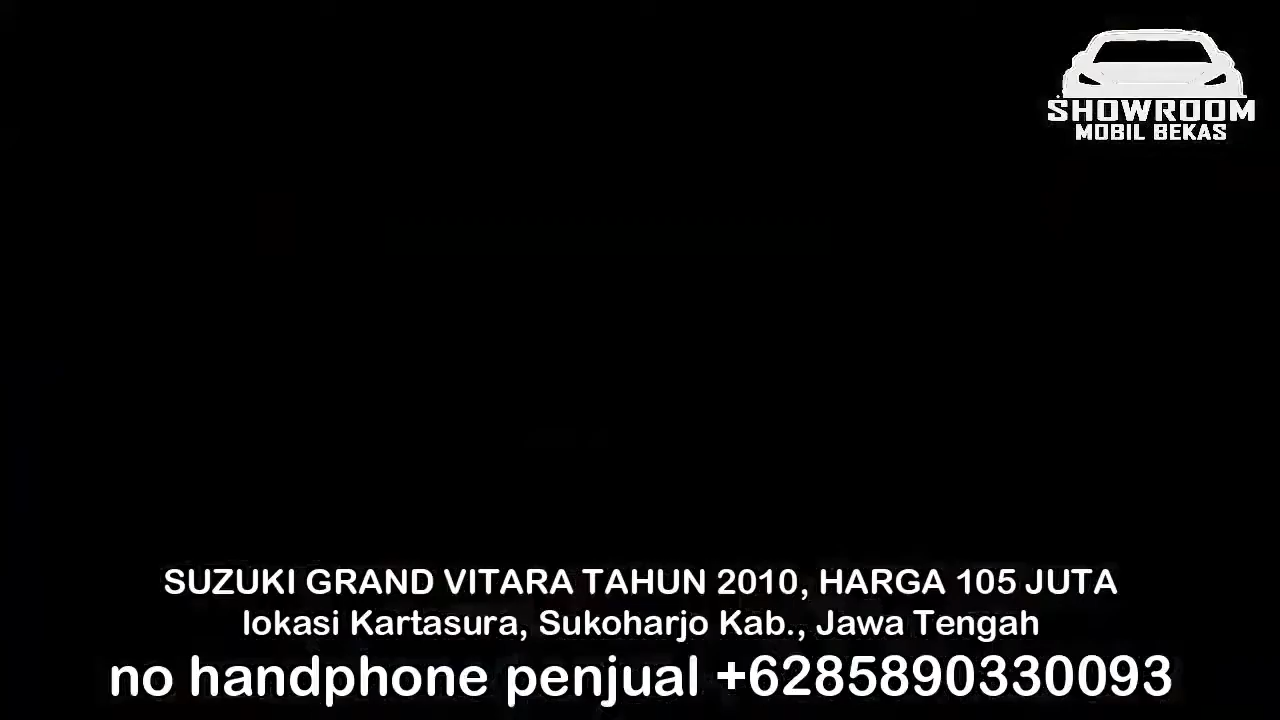 SHOWROOM
MOBIL BEKAS
SUZUKI GRAND VITARA TAHUN 2010, HARGA 105 JUTA
lokasi Kartasura, Sukoharjo Kab., Jawa Tengah
no handphone penjual +6285890330093